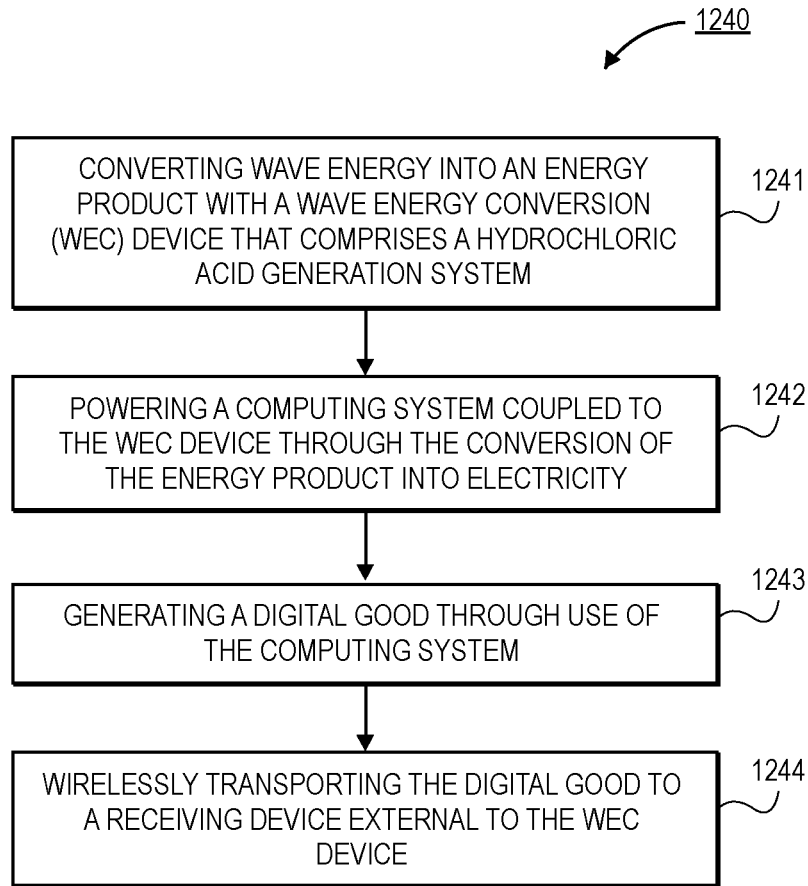 1240
CONVERTING WAVE ENERGY INTO AN ENERGY
PRODUCT WITH A WAVE ENERGY CONVERSION
(WEC) DEVICE THAT COMPRISES A HYDROCHLORIC
ACID GENERATION SYSTEM
1241
POWERING A COMPUTING SYSTEM COUPLED TO
THE WEC DEVICE THROUGH THE CONVERSION OF
THE ENERGY PRODUCT INTO ELECTRICITY
1242
GENERATING A DIGITAL GOOD THROUGH USE OF
THE COMPUTING SYSTEM
1243
WIRELESSLY TRANSPORTING THE DIGITAL GOOD TO
A RECEIVING DEVICE EXTERNAL TO THE WEC
DEVICE
1244